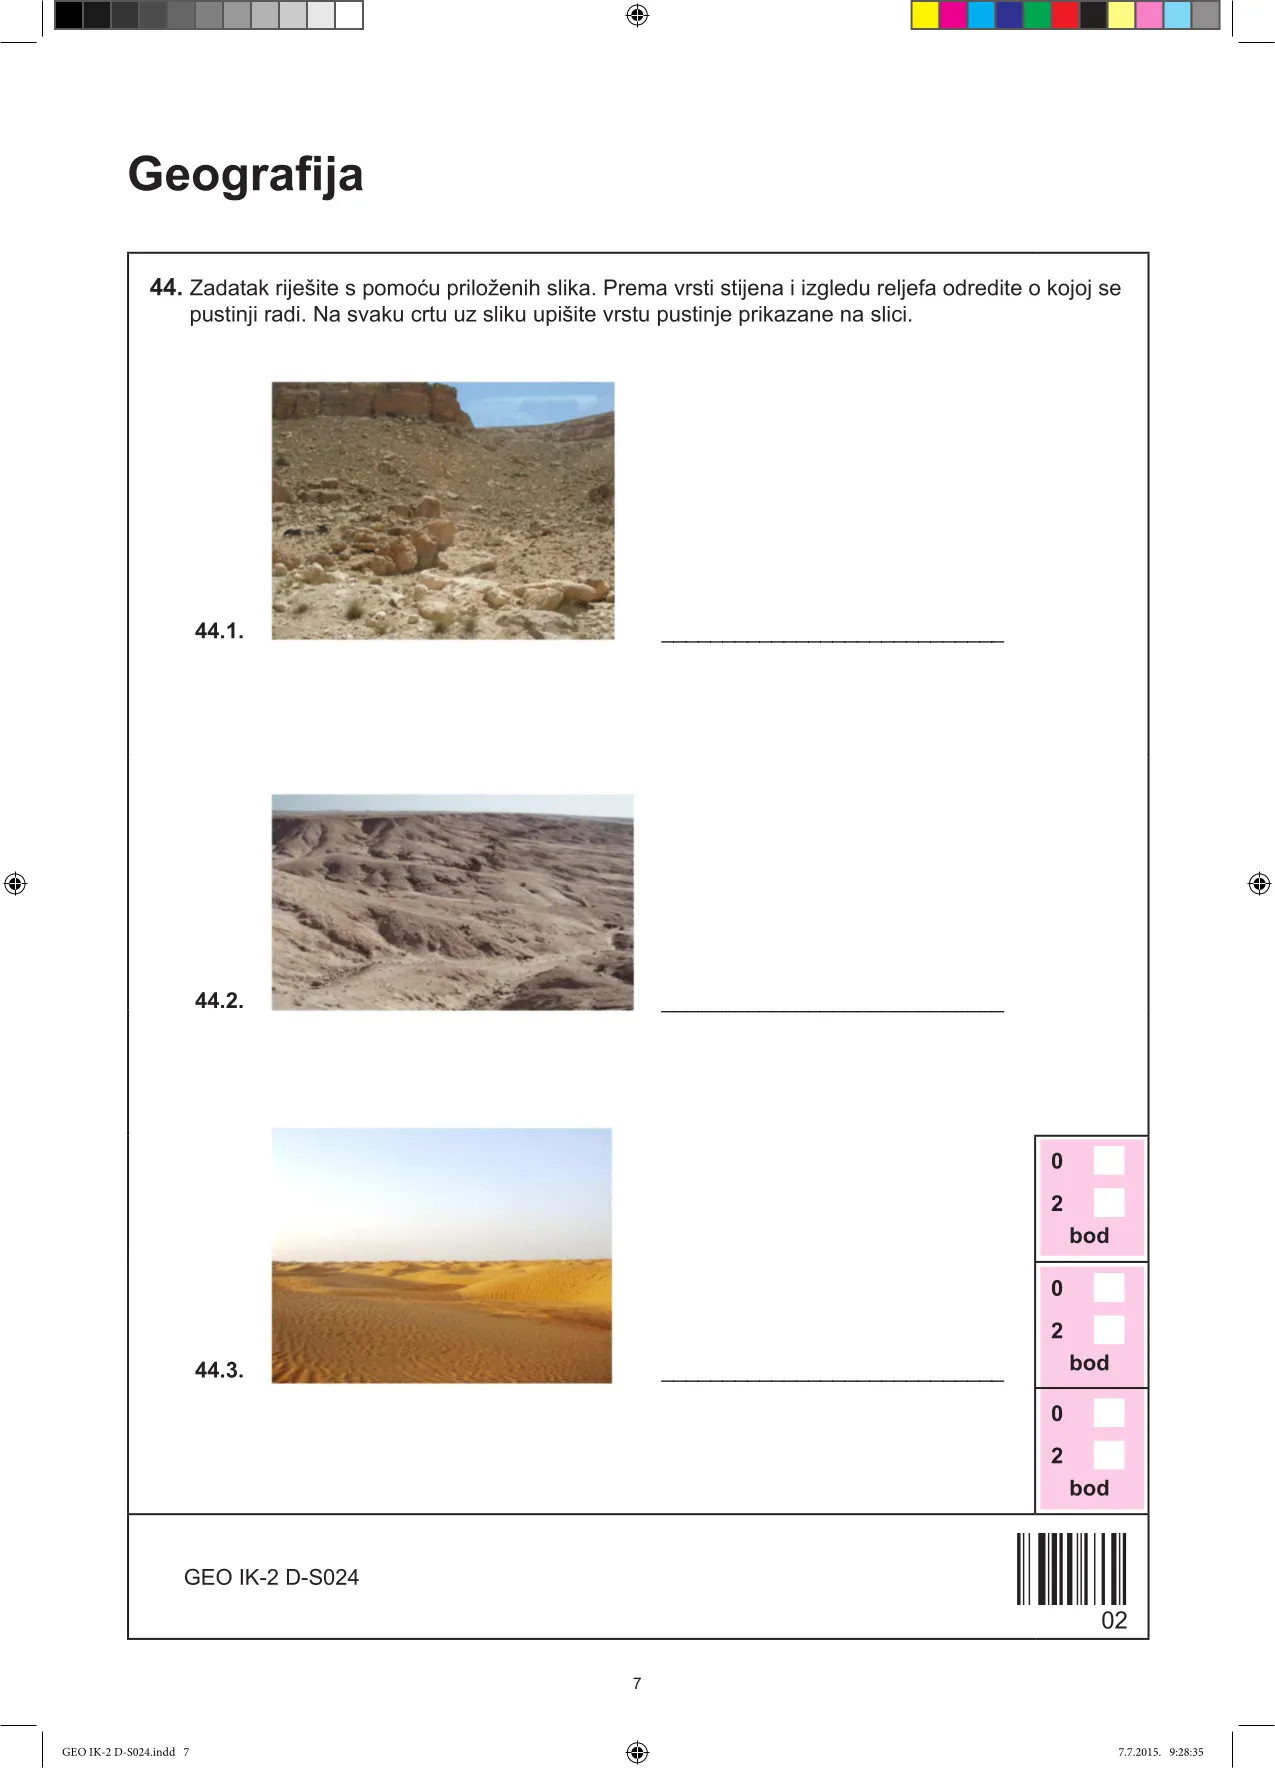 Geografija
44. Zadatak riješite s pomoću priloženih slika. Prema vrsti stijena i izgledu reljefa odredite o kojoj se
pustinji radi. Na svaku crtu uz sliku upišite vrstu pustinje prikazane na slici.
44.1. ____________________________
44.2. ____________________________
44.3. ____________________________
0
2
bod
0
2
bod
0
2
bod
GEO IK-2 D-S024
02
7
GEO IK-2 D-S024.indd 7
7.7.2015. 9:28:35